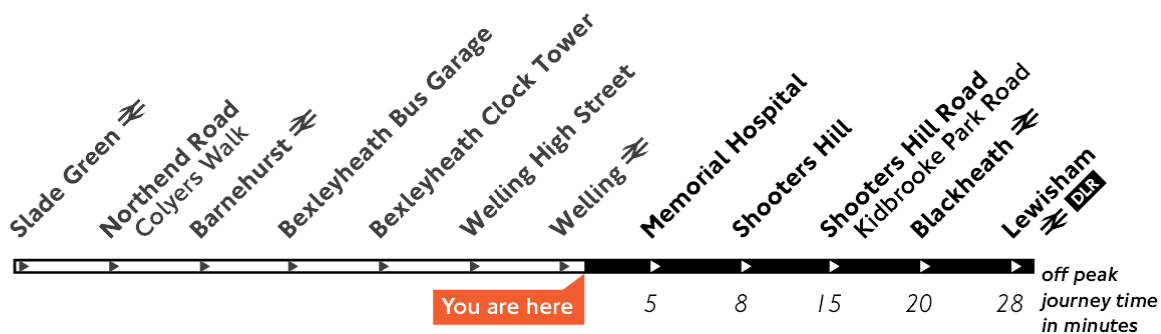 Slade Green
Northend Road
Colyers Walk
Barnehurst
Bexleyheath Bus Garage
Bexleyheath Clock Tower
Welling High Street
Welling
Memorial Hospital
Shooters Hill
Shooters Hill Road
Kidbrooke Park Road
Blackheath
Lewisham
DLR
You are here
5 8 15 20 28
off peak
journey time
in minutes